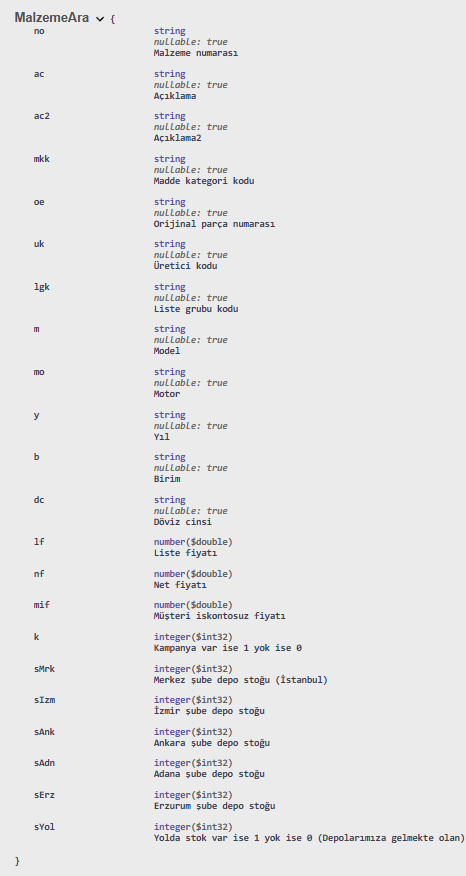 MalzemeAra {
no string
nullable: true
Malzeme numarası
ac string
nullable: true
Açıklama
ac2 string
nullable: true
Açıklama2
mkk string
nullable: true
Madde kategori kodu
oe string
nullable: true
Orijinal parça numarası
uk string
nullable: true
Üretici kodu
lgk string
nullable: true
Liste grubu kodu
m string
nullable: true
Model
mo string
nullable: true
Motor
y string
nullable: true
Yıl
b string
nullable: true
Birim
dc string
nullable: true
Döviz cinsi
lf number($double)
Liste fiyatı
nf number($double)
Net fiyatı
mif number($double)
Müşteri iskontosuz fiyatı
k integer($int32)
Kampanya var ise 1 yok ise 0
sMrk integer($int32)
Merkez şube depo stoğu (İstanbul)
sIzm integer($int32)
İzmir şube depo stoğu
sAnk integer($int32)
Ankara şube depo stoğu
sAdn integer($int32)
Adana şube depo stoğu
sErz integer($int32)
Erzurum şube depo stoğu
sYol integer($int32)
Yolda stok var ise 1 yok ise 0 (Depolarımıza gelmekte olan)
}